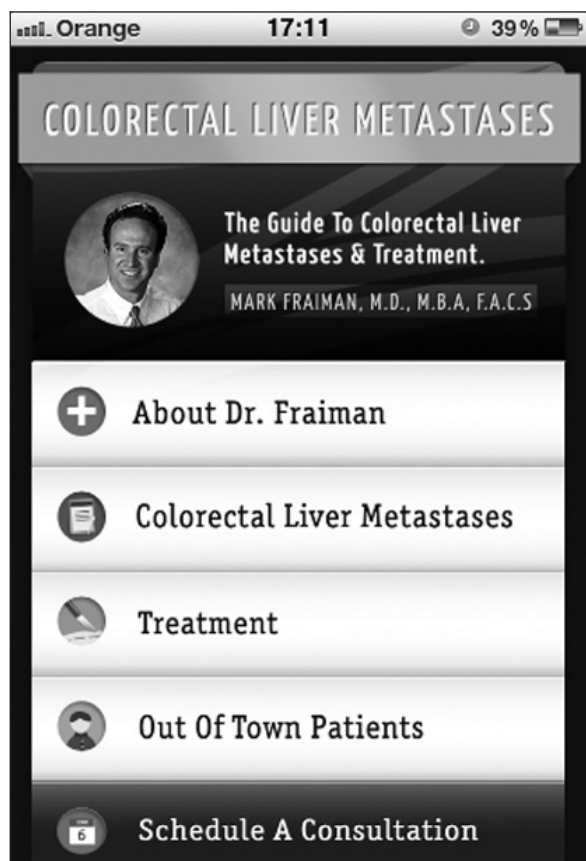 Orange 17:11 39%
COLORECTAL LIVER METASTASES
The Guide To Colorectal Liver
Metastases & Treatment.
MARK FRAIMAN, M.D., M.B.A, F.A.C.S
About Dr. Fraiman
Colorectal Liver Metastases
Treatment
Out Of Town Patients
6
Schedule A Consultation